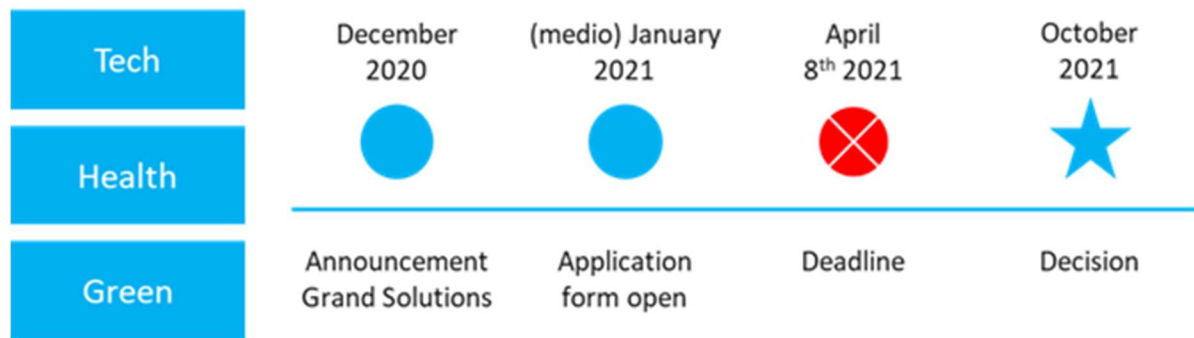 Tech
Health
Green
December
2020
(medio) January
2021
April
8th 2021
October
2021
Announcement
Grand Solutions
Application
form open
Deadline
Decision